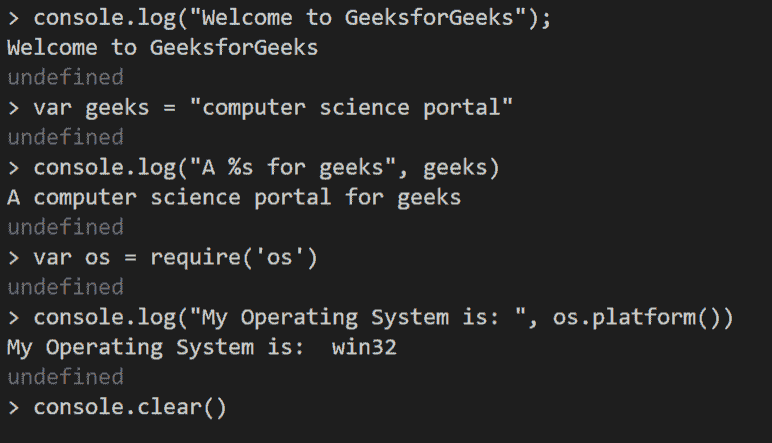 > console.log("Welcome to GeeksforGeeks");
Welcome to GeeksforGeeks
undefined
> var geeks = "computer science portal"
undefined
> console.log("A %s for geeks", geeks)
A computer science portal for geeks
undefined
> var os = require('os')
undefined
> console.log("My Operating System is: ", os.platform())
My Operating System is:  win32
undefined
> console.clear()